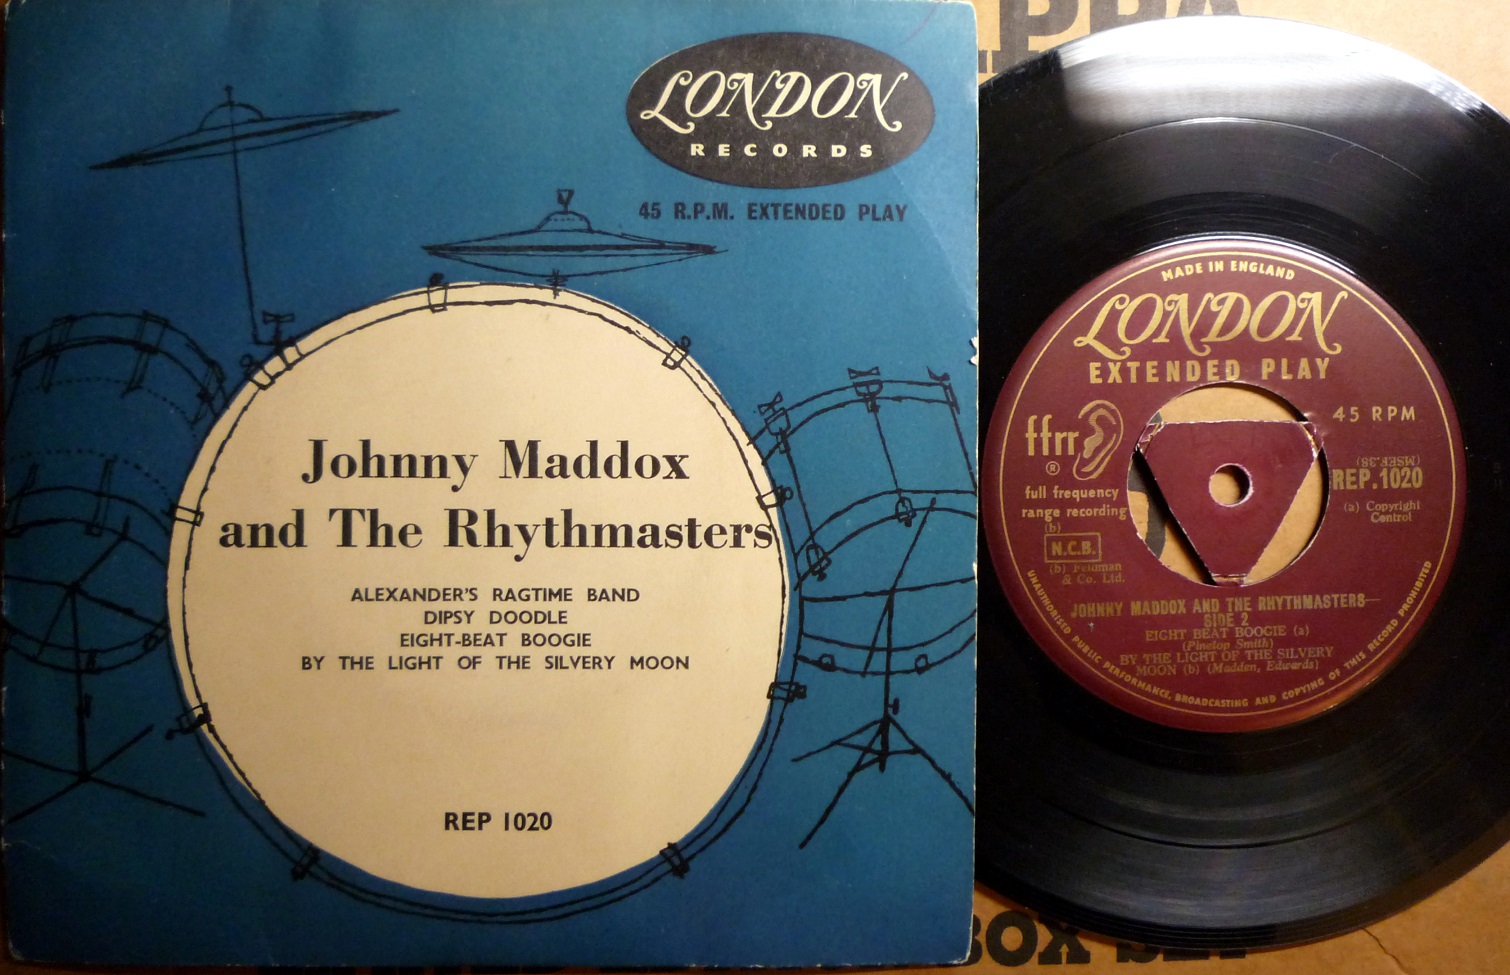 LONDON
RECORDS
45 R.P.M. EXTENDED PLAY
Johnny Maddox
and The Rhythmasters
ALEXANDER'S RAGTIME BAND
DIPSY DOODLE
EIGHT-BEAT BOOGIE
BY THE LIGHT OF THE SILVERY MOON
REP 1020
MADE IN ENGLAND
LONDON
EXTENDED PLAY
ffrr
®
full frequency
range recording
(b)
N.C.B.
(b) Feldman
& Co. Ltd.
45 RPM
REP.1020
(a) Copyright
Control
JOHNNY MADDOX AND THE RHYTHMASTERS—
SIDE 2
EIGHT BEAT BOOGIE (a)
(Pinetop Smith)
BY THE LIGHT OF THE SILVERY
MOON (b) (Madden, Edwards)
UNAUTHORISED PUBLIC PERFORMANCE, BROADCASTING AND COPYING OF THIS RECORD PROHIBITED
BOX SET